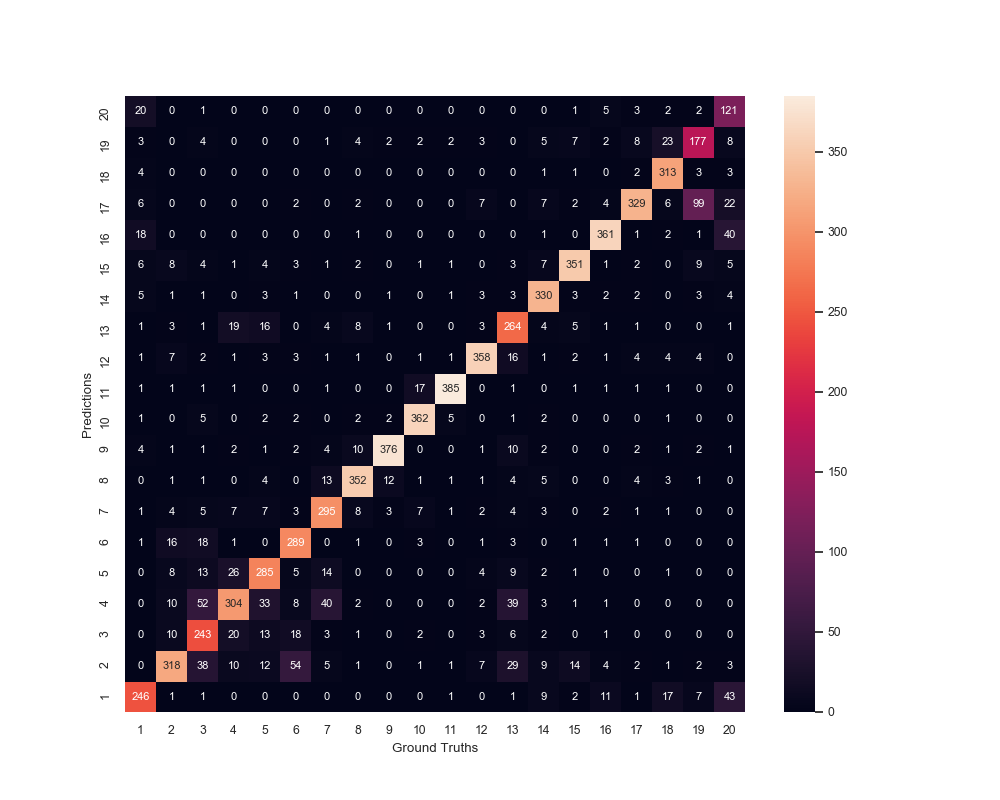 20 20 0 1 0 0 0 0 0 0 0 0 0 0 0 1 5 3 2 2 121
19 3 0 4 0 0 0 1 4 2 2 2 3 0 5 7 2 8 23 177 8
18 4 0 0 0 0 0 0 0 0 0 0 0 0 1 1 0 2 313 3 3
17 6 0 0 0 0 2 0 2 0 0 0 7 0 7 2 4 329 6 99 22
16 18 0 0 0 0 0 0 1 0 0 0 0 0 1 0 361 1 2 1 40
15 6 8 4 1 4 3 1 2 0 1 1 0 3 7 351 1 2 0 9 5
14 5 1 1 0 3 1 0 0 1 0 1 3 3 330 3 2 2 0 3 4
13 1 3 1 19 16 0 4 8 1 0 0 3 264 4 5 1 1 0 0 1
12 1 7 2 1 3 3 1 1 0 1 1 358 16 1 2 1 4 4 4 0
11 1 1 1 1 0 0 1 0 0 17 385 0 1 0 1 1 1 1 0 0
10 1 0 5 0 2 2 0 2 2 362 5 0 1 2 0 0 0 1 0 0
9 4 1 1 2 1 2 4 10 376 0 0 1 10 2 0 0 2 1 2 1
8 0 1 1 0 4 0 13 352 12 1 1 1 4 5 0 0 4 3 1 0
7 1 4 5 7 7 3 295 8 3 7 1 2 4 3 0 2 1 1 0 0
6 1 16 18 1 0 289 0 1 0 3 0 1 3 0 1 1 1 0 0 0
5 0 8 13 26 285 5 14 0 0 0 0 4 9 2 1 0 0 1 0 0
4 0 10 52 304 33 8 40 2 0 0 0 2 39 3 1 1 0 0 0 0
3 0 10 243 20 13 18 3 1 0 2 0 3 6 2 0 1 0 0 0 0
2 0 318 38 10 12 54 5 1 0 1 1 7 29 9 14 4 2 1 2 3
1 246 1 1 0 0 0 0 0 0 0 1 0 1 9 2 11 1 17 7 43
1 2 3 4 5 6 7 8 9 10 11 12 13 14 15 16 17 18 19 20
Ground Truths
Predictions
350
300
250
200
150
100
50
0